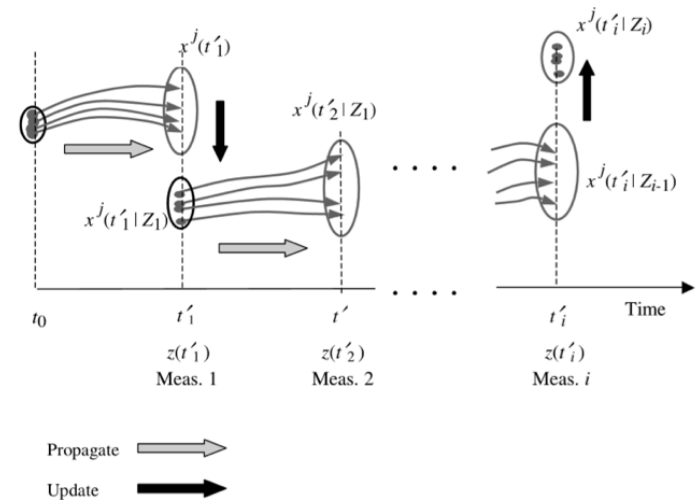 x^j(t'_1)
x^j(t'_i | Z_i)
x^j(t'_2 | Z_1)
x^j(t'_i | Z_{i-1})
x^j(t'_1 | Z_1)
. . . .
. . . .
t_0 t'_1 t' t'_i Time
z(t'_1) z(t'_2) z(t'_i)
Meas. 1 Meas. 2 Meas. i
Propagate
Update